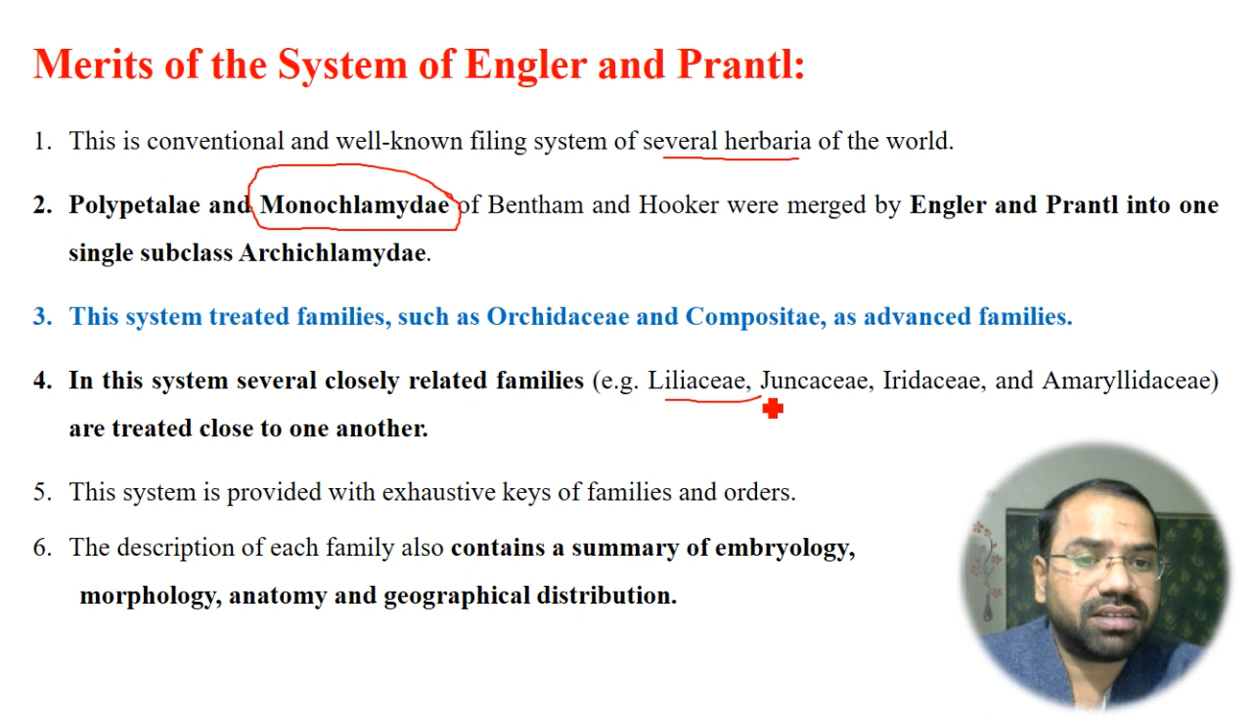 Merits of the System of Engler and Prantl:
1. This is conventional and well-known filing system of several herbaria of the world.
2. Polypetalae and Monochlamydae of Bentham and Hooker were merged by Engler and Prantl into one
single subclass Archichlamydae.
3. This system treated families, such as Orchidaceae and Compositae, as advanced families.
4. In this system several closely related families (e.g. Liliaceae, Juncaceae, Iridaceae, and Amaryllidaceae)
are treated close to one another.
5. This system is provided with exhaustive keys of families and orders.
6. The description of each family also contains a summary of embryology,
morphology, anatomy and geographical distribution.